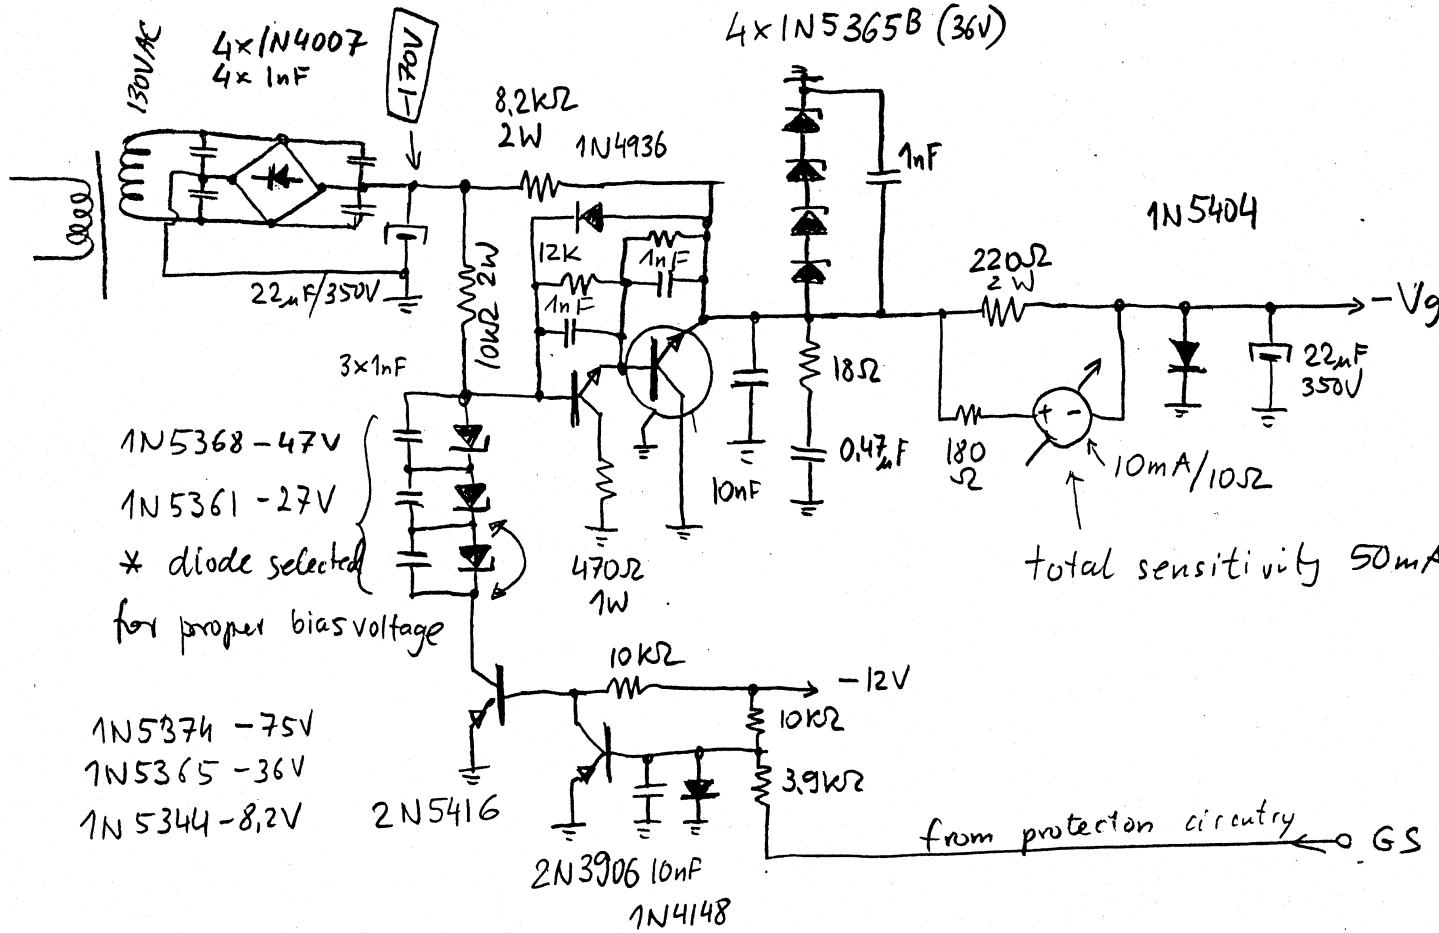 4x1N5365B (36V)
130VAC
4x1N4007
4x 1nF
-170V
8,2kΩ
2W
1N4936
1nF
1N5404
12K
1nF
220Ω
2W
-Vg
22µF/350V
10kΩ 2W
1nF
3x1nF
18Ω
22µF
350V
+ -
1N5368-47V
0,47µF
180
Ω
10mA/10Ω
1N5361-27V
10nF
* diode selected
for proper bias voltage
470Ω
1W
total sensitivity 50mA
10kΩ
-12V
10kΩ
1N5374 -75V
1N5365 -36V
1N5344-8,2V
2N5416
3,9kΩ
from protecton circuitry
GS
2N3906
10nF
1N4148